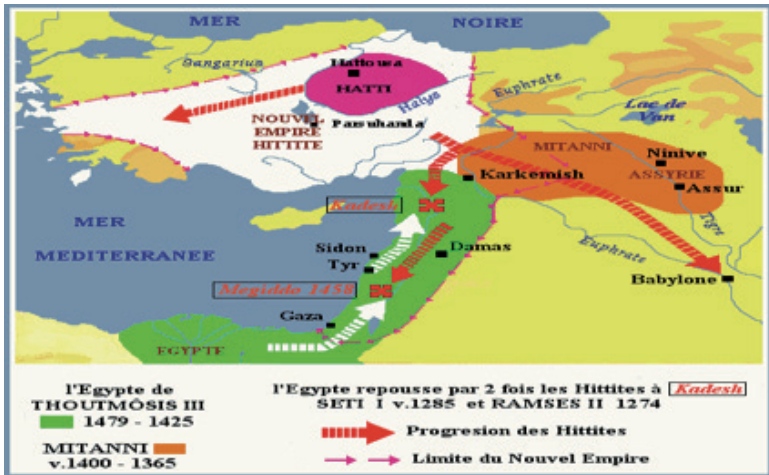 MER NOIRE
Sangarius
Hattousa
HATTI
Halys
Euphrate
Lac de
Van
NOUVEL
EMPIRE
HITTITE
Parsuhanda
MITANNI
Ninive
ASSYRIE
Assur
Karkemish
Kadesh
MER
MEDITERRANEE
Sidon
Tyr
Damas
Euphrate
Tigre
Babylone
Megiddo 1458
Gaza
EGYPTE
l'Egypte de
THOUTMÔSIS III
1479 - 1425
MITANNI
v.1400 - 1365
l'Egypte repousse par 2 fois les Hittites à Kadesh
SETI I v.1285 et RAMSES II 1274
Progresion des Hittites
Limite du Nouvel Empire